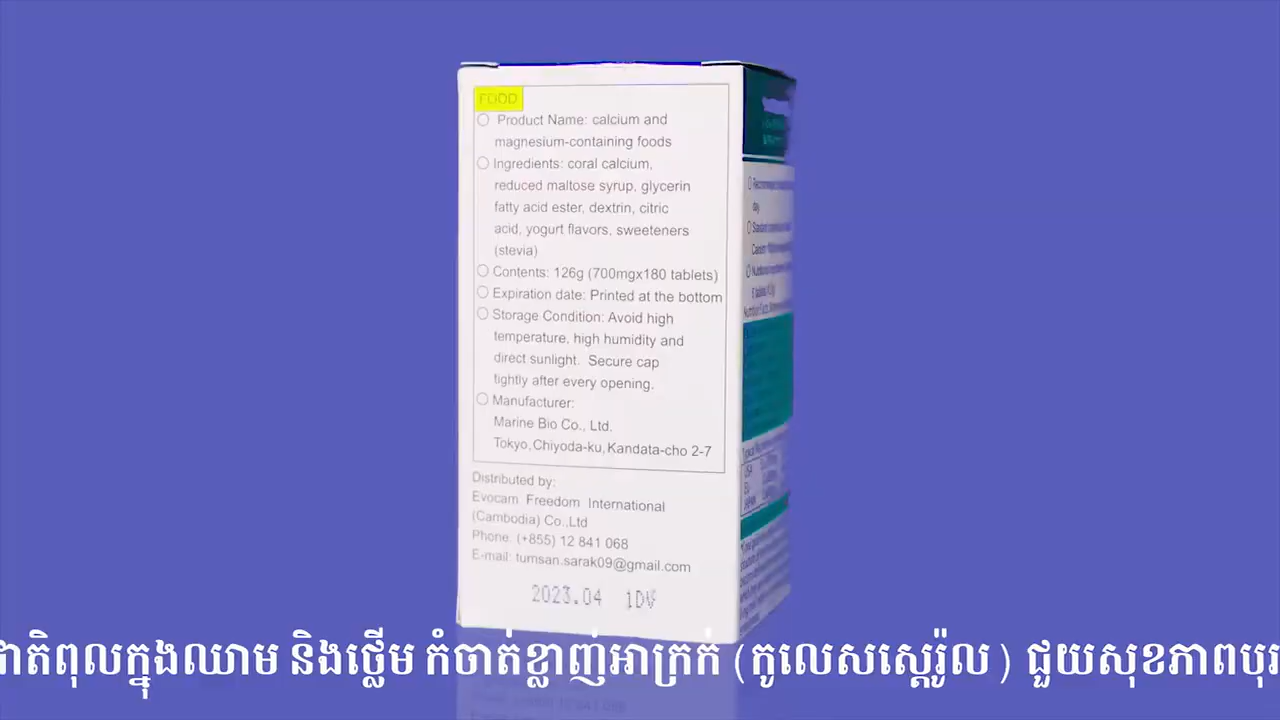 FOOD
Product Name: calcium and
magnesium-containing foods
Ingredients: coral calcium,
reduced maltose syrup, glycerin
fatty acid ester, dextrin, citric
acid, yogurt flavors, sweeteners
(stevia)
Contents: 126g (700mgx180 tablets)
Expiration date: Printed at the bottom
Storage Condition: Avoid high
temperature, high humidity and
direct sunlight. Secure cap
tightly after every opening.
Manufacturer:
Marine Bio Co., Ltd.
Tokyo, Chiyoda-ku, Kandata-cho 2-7
Distributed by:
Evocam Freedom International
(Cambodia) Co.,Ltd
Phone: (+855) 12 841 068
E-mail: tumsan.sarak09@gmail.com
2023.04 1DV
day
ជាតិពុលក្នុងឈាម និងថ្លើម កំចាត់ខ្លាញ់អាក្រក់ (កូលេសស្តេរ៉ូល) ជួយសុខភាពបុរ